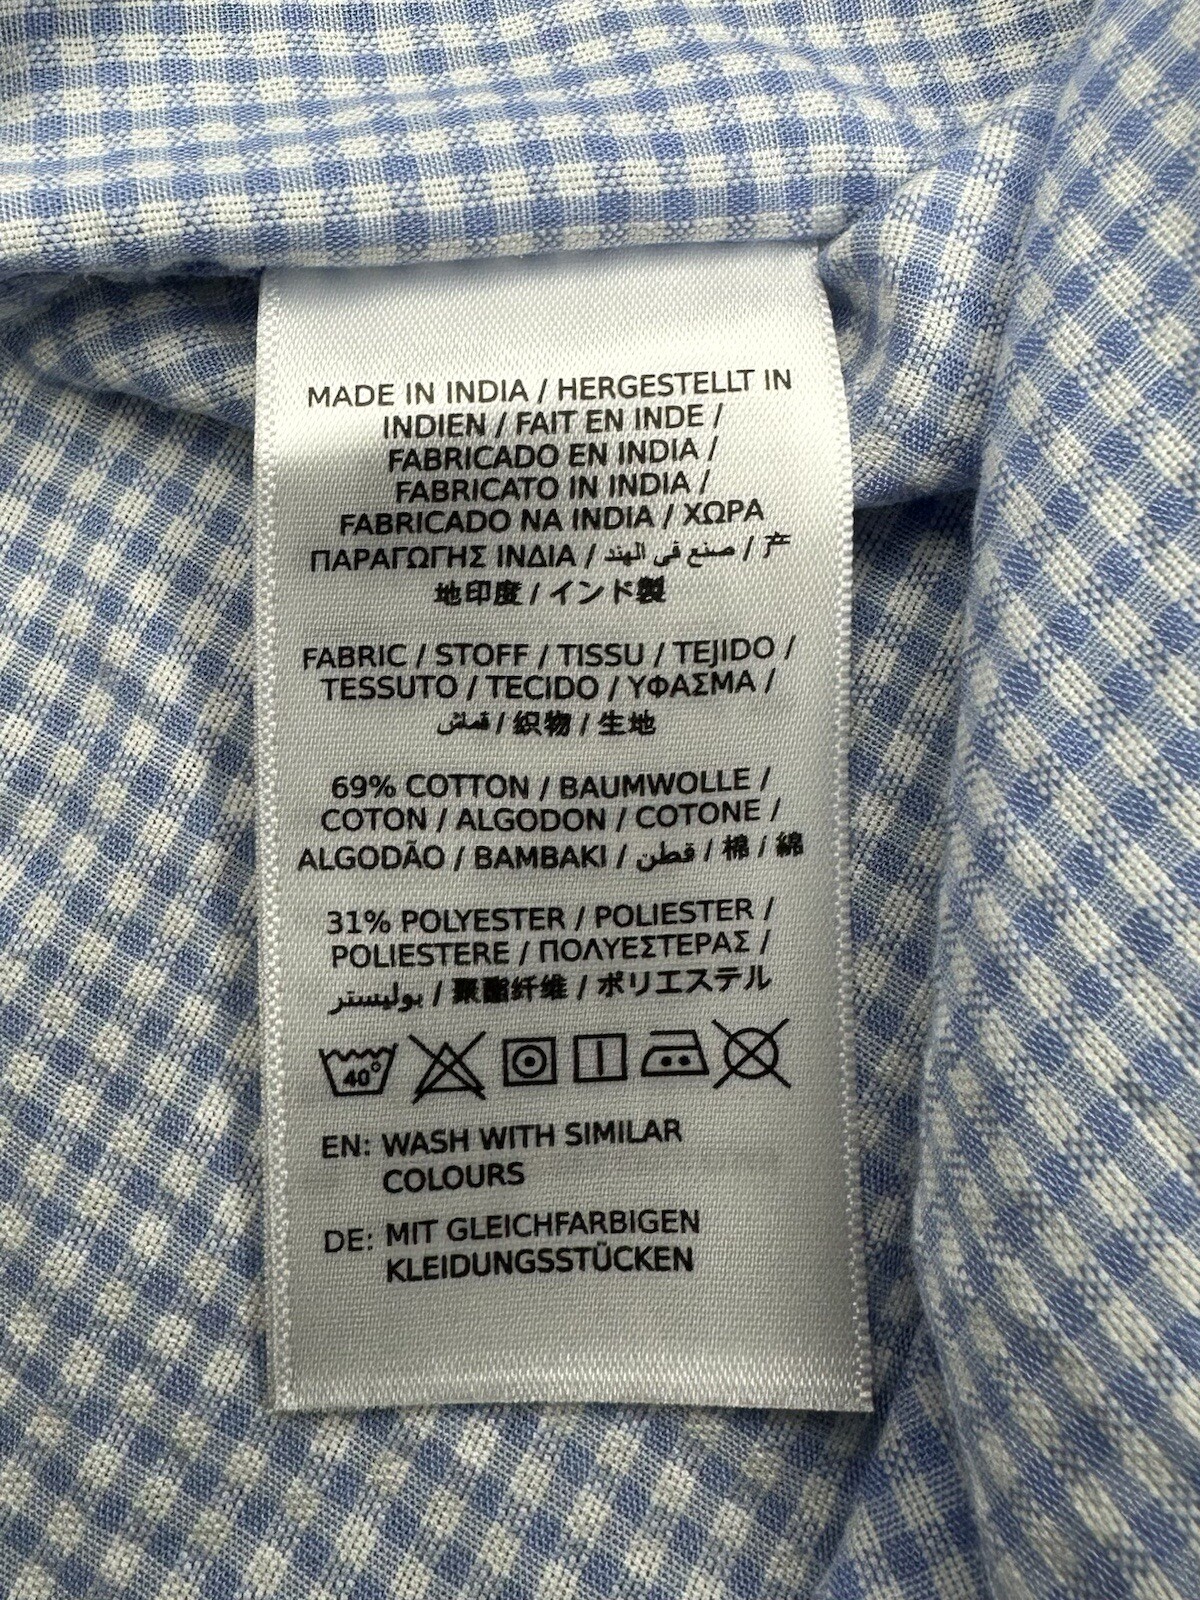 MADE IN INDIA / HERGESTELLT IN
INDIEN / FAIT EN INDE /
FABRICADO EN INDIA /
FABRICATO IN INDIA /
FABRICADO NA INDIA / ΧΩΡΑ
ΠΑΡΑΓΩΓΗΣ ΙΝΔΙΑ / صنع في الهند / 产
地印度 / インド製
FABRIC / STOFF / TISSU / TEJIDO /
TESSUTO / TECIDO / ΥΦΑΣΜΑ /
قماش / 织物 / 生地
69% COTTON / BAUMWOLLE /
COTON / ALGODON / COTONE /
ALGODÃO / BAMBAKI / قطن / 棉 / 綿
31% POLYESTER / POLIESTER /
POLIESTERE / ΠΟΛΥΕΣΤΕΡΑΣ /
بوليستر / 聚酯纤维 / ポリエステル
40°
EN: WASH WITH SIMILAR
COLOURS
DE: MIT GLEICHFARBIGEN
KLEIDUNGSSTÜCKEN